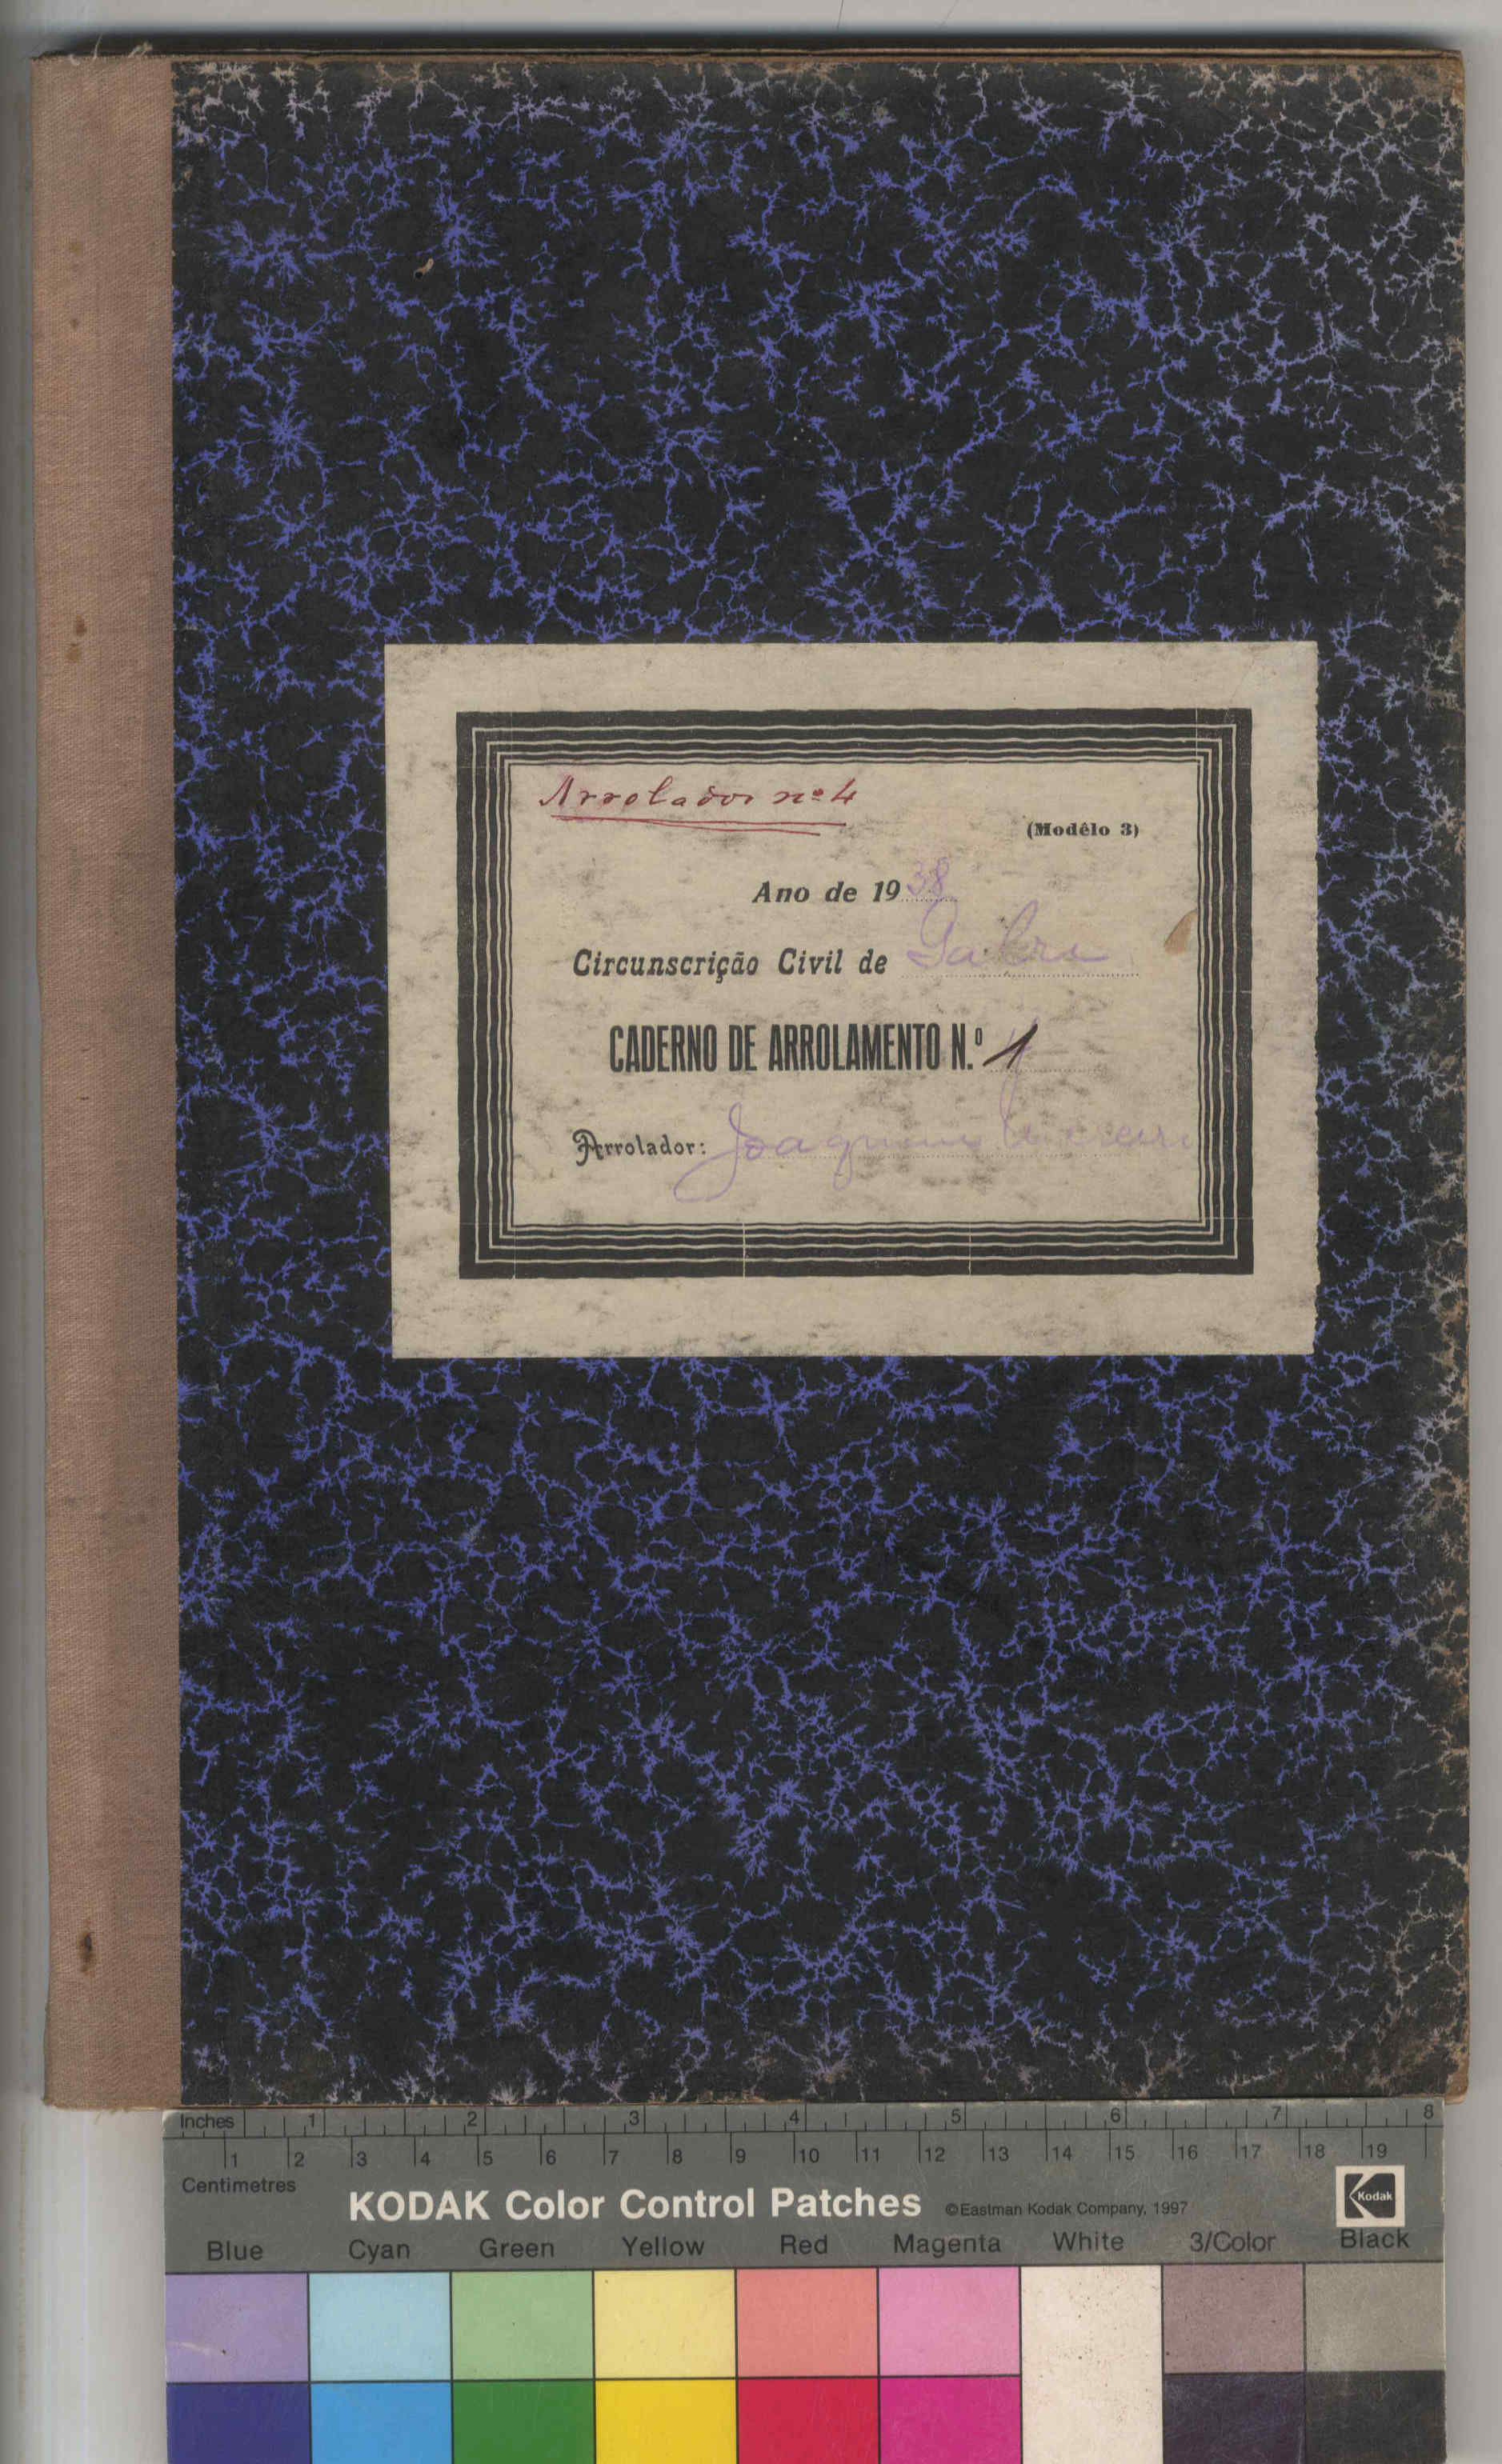 Arrolador nº 4
(Modêlo 3)
Ano de 1938
Circunscrição Civil de Gabu
CADERNO DE ARROLAMENTO N.º 1
Arrolador: Joaquim
Inches 1 2 3 4 5 6 7 8
1 2 3 4 5 6 7 8 9 10 11 12 13 14 15 16 17 18 19
Centimetres
KODAK Color Control Patches ©Eastman Kodak Company, 1997 Kodak
Blue Cyan Green Yellow Red Magenta White 3/Color Black